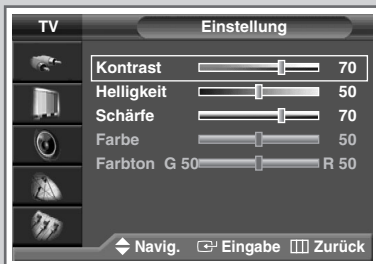 TV Einstellung
Kontrast 70
Helligkeit 50
Schärfe 70
Farbe 50
Farbton G 50 R 50
Navig. Eingabe Zurück